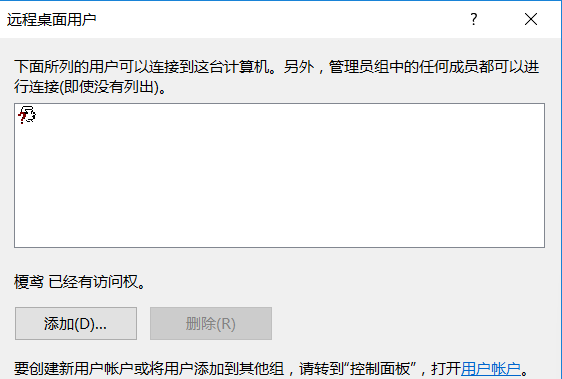 远程桌面用户
?
下面所列的用户可以连接到这台计算机。另外，管理员组中的任何成员都可以进
行连接(即使没有列出)。
榎鸾 已经有访问权。
添加(D)...
删除(R)
要创建新用户帐户或将用户添加到其他组，请转到"控制面板"，打开用户帐户。